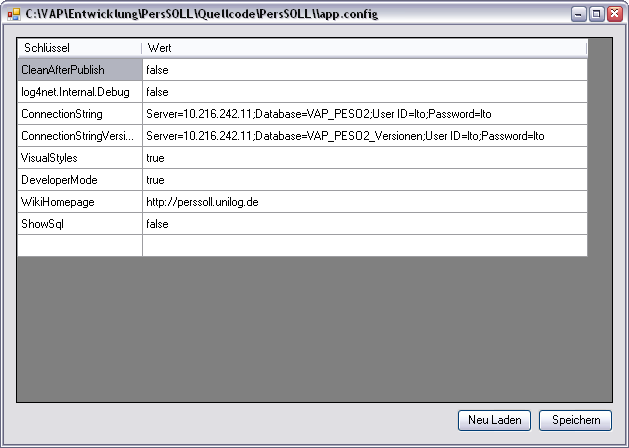 C:\VAP\Entwicklung\PersSOLL\Quellcode\PersSOLL\\app.config
Schlüssel Wert
CleanAfterPublish false
log4net.Internal.Debug false
ConnectionString Server=10.216.242.11;Database=VAP_PESO2;User ID=lto;Password=lto
ConnectionStringVersi... Server=10.216.242.11;Database=VAP_PESO2_Versionen;User ID=lto;Password=lto
VisualStyles true
DeveloperMode true
WikiHomepage http://perssoll.unilog.de
ShowSql false
Neu Laden Speichern